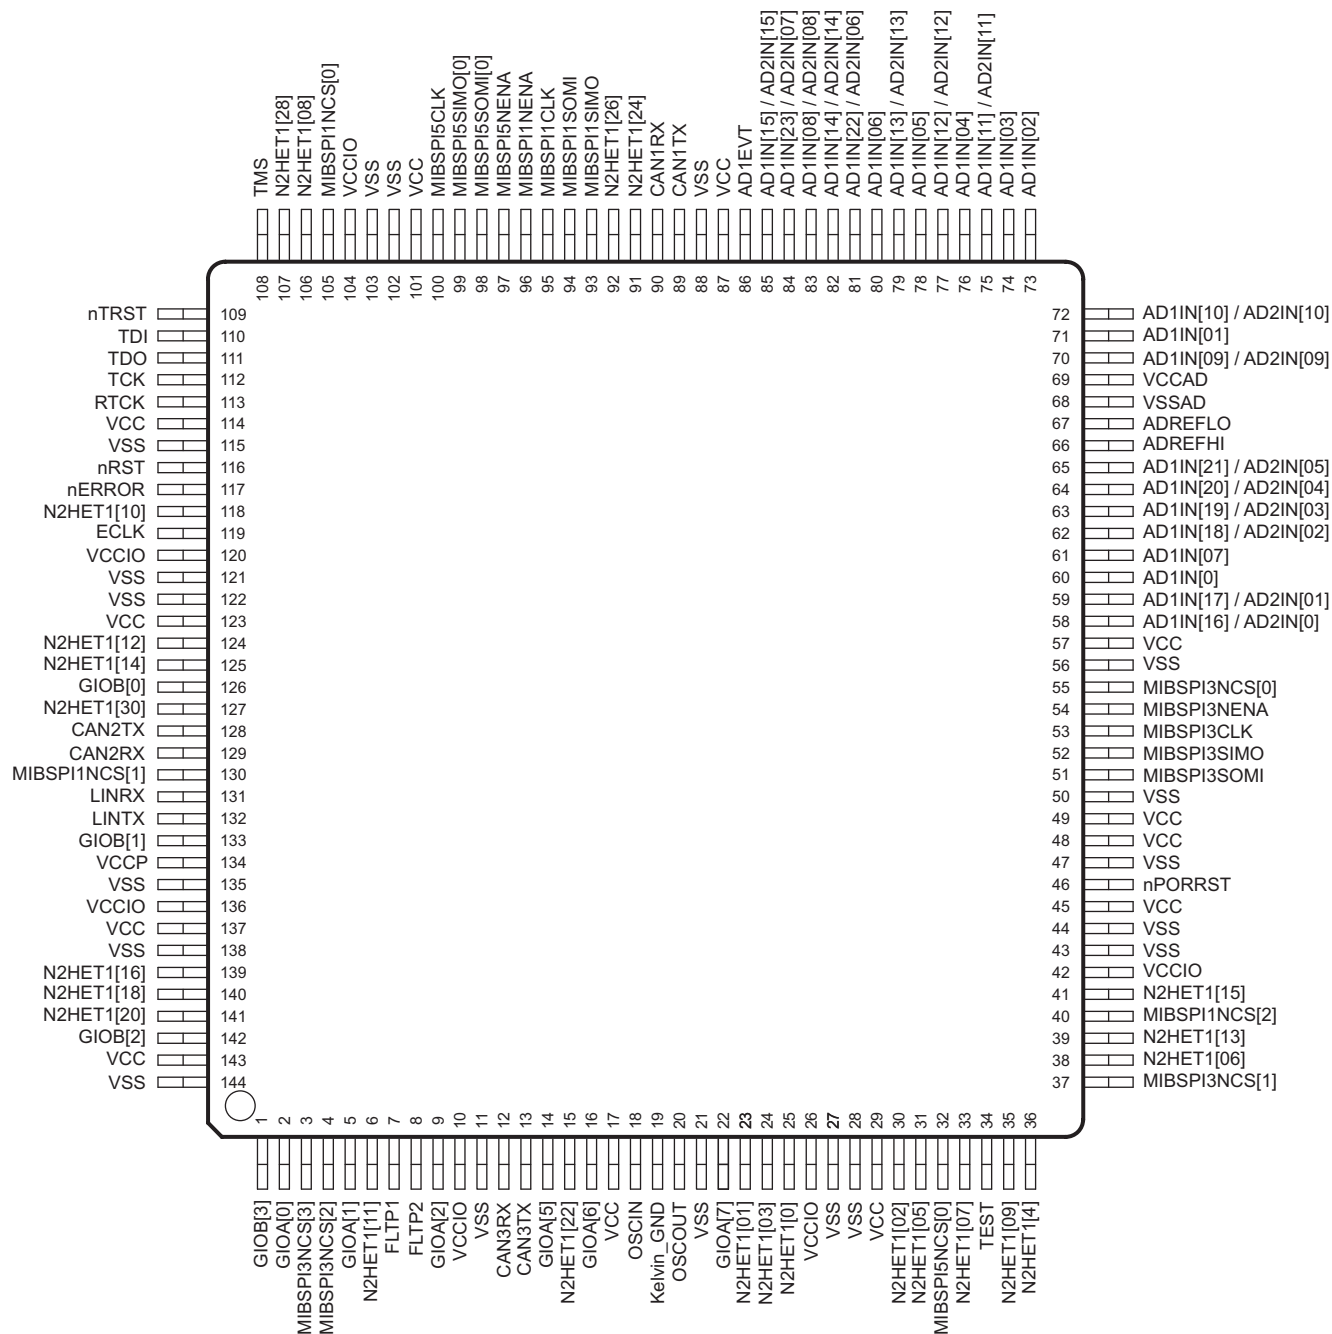 TMS
N2HET1[28]
N2HET1[08]
MIBSPI1NCS[0]
VCCIO
VSS
VSS
VCC
MIBSPI5CLK
MIBSPI5SIMO[0]
MIBSPI5SOMI[0]
MIBSPI5NENA
MIBSPI1NENA
MIBSPI1CLK
MIBSPI1SOMI
MIBSPI1SIMO
N2HET1[26]
N2HET1[24]
CAN1RX
CAN1TX
VSS
VCC
AD1EVT
AD1IN[15] / AD2IN[15]
AD1IN[23] / AD2IN[07]
AD1IN[08] / AD2IN[08]
AD1IN[14] / AD2IN[14]
AD1IN[22] / AD2IN[06]
AD1IN[06]
AD1IN[13] / AD2IN[13]
AD1IN[05]
AD1IN[12] / AD2IN[12]
AD1IN[04]
AD1IN[11] / AD2IN[11]
AD1IN[03]
AD1IN[02]
108
107
106
105
104
103
102
101
100
99
98
97
96
95
94
93
92
91
90
89
88
87
86
85
84
83
82
81
80
79
78
77
76
75
74
73
nTRST 109
TDI 110
TDO 111
TCK 112
RTCK 113
VCC 114
VSS 115
nRST 116
nERROR 117
N2HET1[10] 118
ECLK 119
VCCIO 120
VSS 121
VSS 122
VCC 123
N2HET1[12] 124
N2HET1[14] 125
GIOB[0] 126
N2HET1[30] 127
CAN2TX 128
CAN2RX 129
MIBSPI1NCS[1] 130
LINRX 131
LINTX 132
GIOB[1] 133
VCCP 134
VSS 135
VCCIO 136
VCC 137
VSS 138
N2HET1[16] 139
N2HET1[18] 140
N2HET1[20] 141
GIOB[2] 142
VCC 143
VSS 144
72 AD1IN[10] / AD2IN[10]
71 AD1IN[01]
70 AD1IN[09] / AD2IN[09]
69 VCCAD
68 VSSAD
67 ADREFLO
66 ADREFHI
65 AD1IN[21] / AD2IN[05]
64 AD1IN[20] / AD2IN[04]
63 AD1IN[19] / AD2IN[03]
62 AD1IN[18] / AD2IN[02]
61 AD1IN[07]
60 AD1IN[0]
59 AD1IN[17] / AD2IN[01]
58 AD1IN[16] / AD2IN[0]
57 VCC
56 VSS
55 MIBSPI3NCS[0]
54 MIBSPI3NENA
53 MIBSPI3CLK
52 MIBSPI3SIMO
51 MIBSPI3SOMI
50 VSS
49 VCC
48 VCC
47 VSS
46 nPORRST
45 VCC
44 VSS
43 VSS
42 VCCIO
41 N2HET1[15]
40 MIBSPI1NCS[2]
39 N2HET1[13]
38 N2HET1[06]
37 MIBSPI3NCS[1]
1
2
3
4
5
6
7
8
9
10
11
12
13
14
15
16
17
18
19
20
21
22
23
24
25
26
27
28
29
30
31
32
33
34
35
36
GIOB[3]
GIOA[0]
MIBSPI3NCS[3]
MIBSPI3NCS[2]
GIOA[1]
N2HET1[11]
FLTP1
FLTP2
GIOA[2]
VCCIO
VSS
CAN3RX
CAN3TX
GIOA[5]
N2HET1[22]
GIOA[6]
VCC
OSCIN
Kelvin_GND
OSCOUT
VSS
GIOA[7]
N2HET1[01]
N2HET1[03]
N2HET1[0]
VCCIO
VSS
VSS
VCC
N2HET1[02]
N2HET1[05]
MIBSPI5NCS[0]
N2HET1[07]
TEST
N2HET1[09]
N2HET1[4]